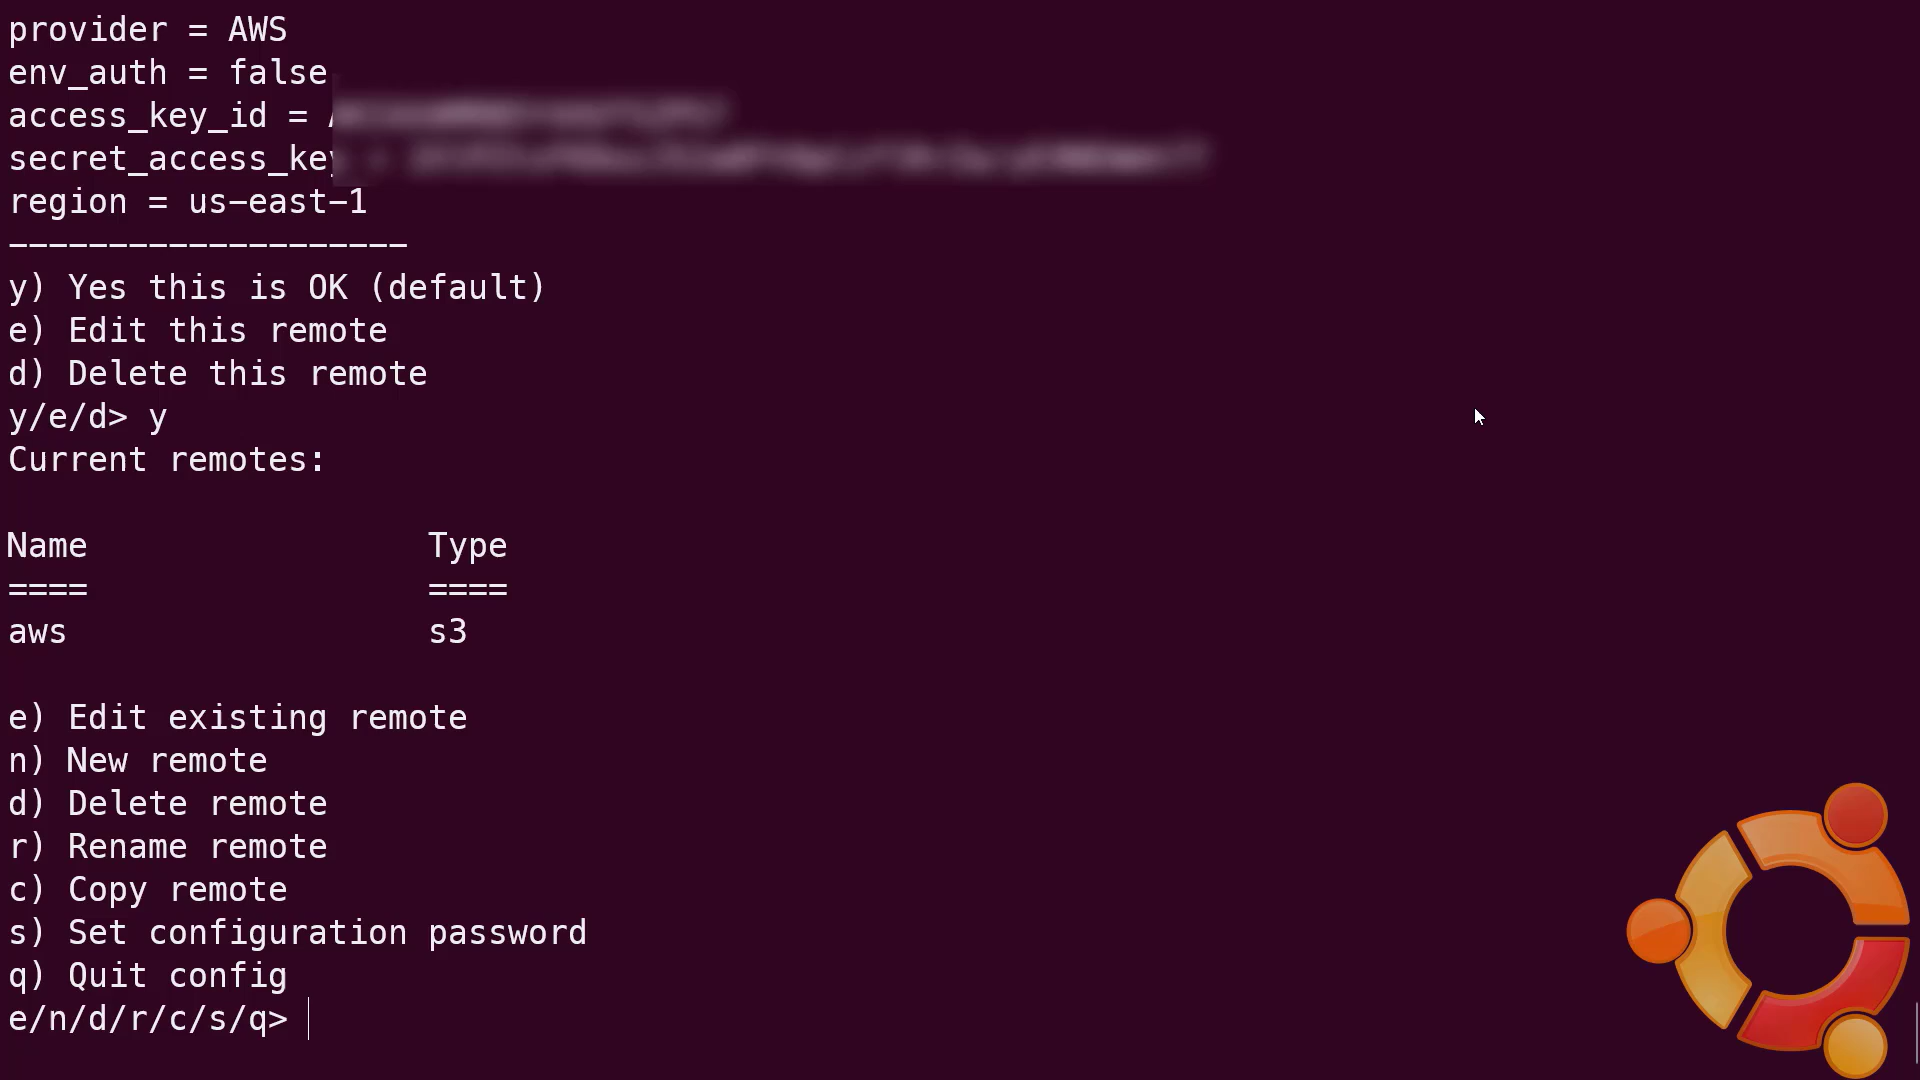 provider = AWS
env_auth = false
access_key_id =
secret_access_key
region = us-east-1
--------------------
y) Yes this is OK (default)
e) Edit this remote
d) Delete this remote
y/e/d> y
Current remotes:
Name                 Type
====                 ====
aws                  s3
e) Edit existing remote
n) New remote
d) Delete remote
r) Rename remote
c) Copy remote
s) Set configuration password
q) Quit config
e/n/d/r/c/s/q>